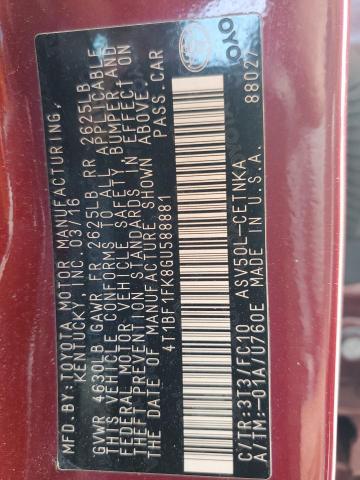 MFD. BY: TOYOTA MOTOR MANUFACTURING,
KENTUCKY, INC. 03/16
GVWR 4630LB GAWR FR 2625LB RR 2625LB
THIS VEHICLE CONFORMS TO ALL APPLICABLE
FEDERAL MOTOR VEHICLE SAFETY, BUMPER, AND
THEFT PREVENTION STANDARDS IN EFFECT ON
THE DATE OF MANUFACTURE SHOWN ABOVE.
4T1BF1FK8GU588881 PASS.CAR
C/TR:3T3/FC10 ASV50L-CETNKA
A/TM:-01A/U760E MADE IN U.S.A.
88027